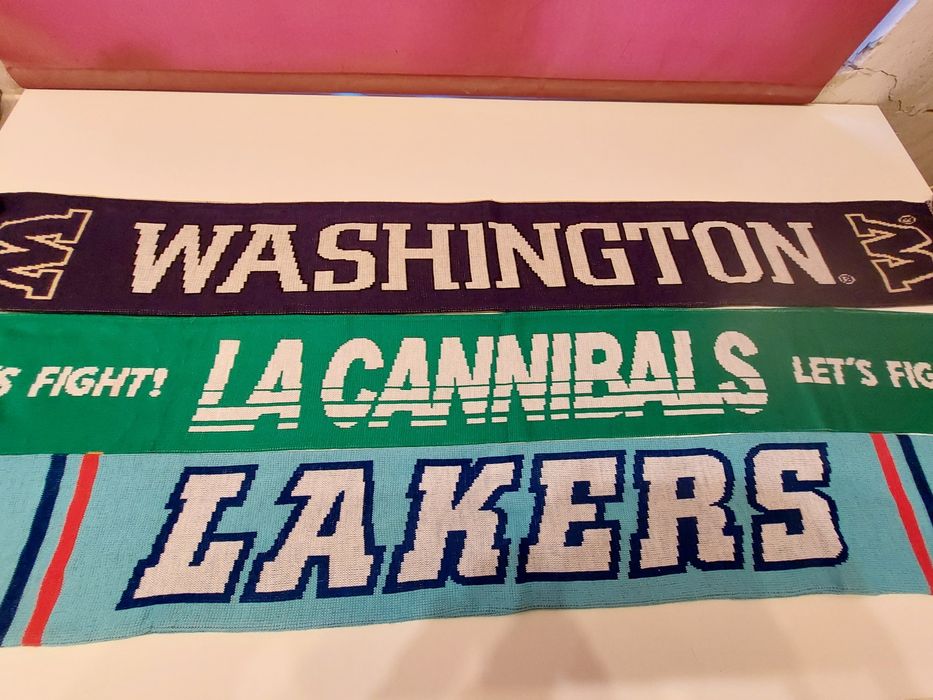 W WASHINGTON® W®
S FIGHT! LA CANNIBALS LET'S FIG
LAKERS